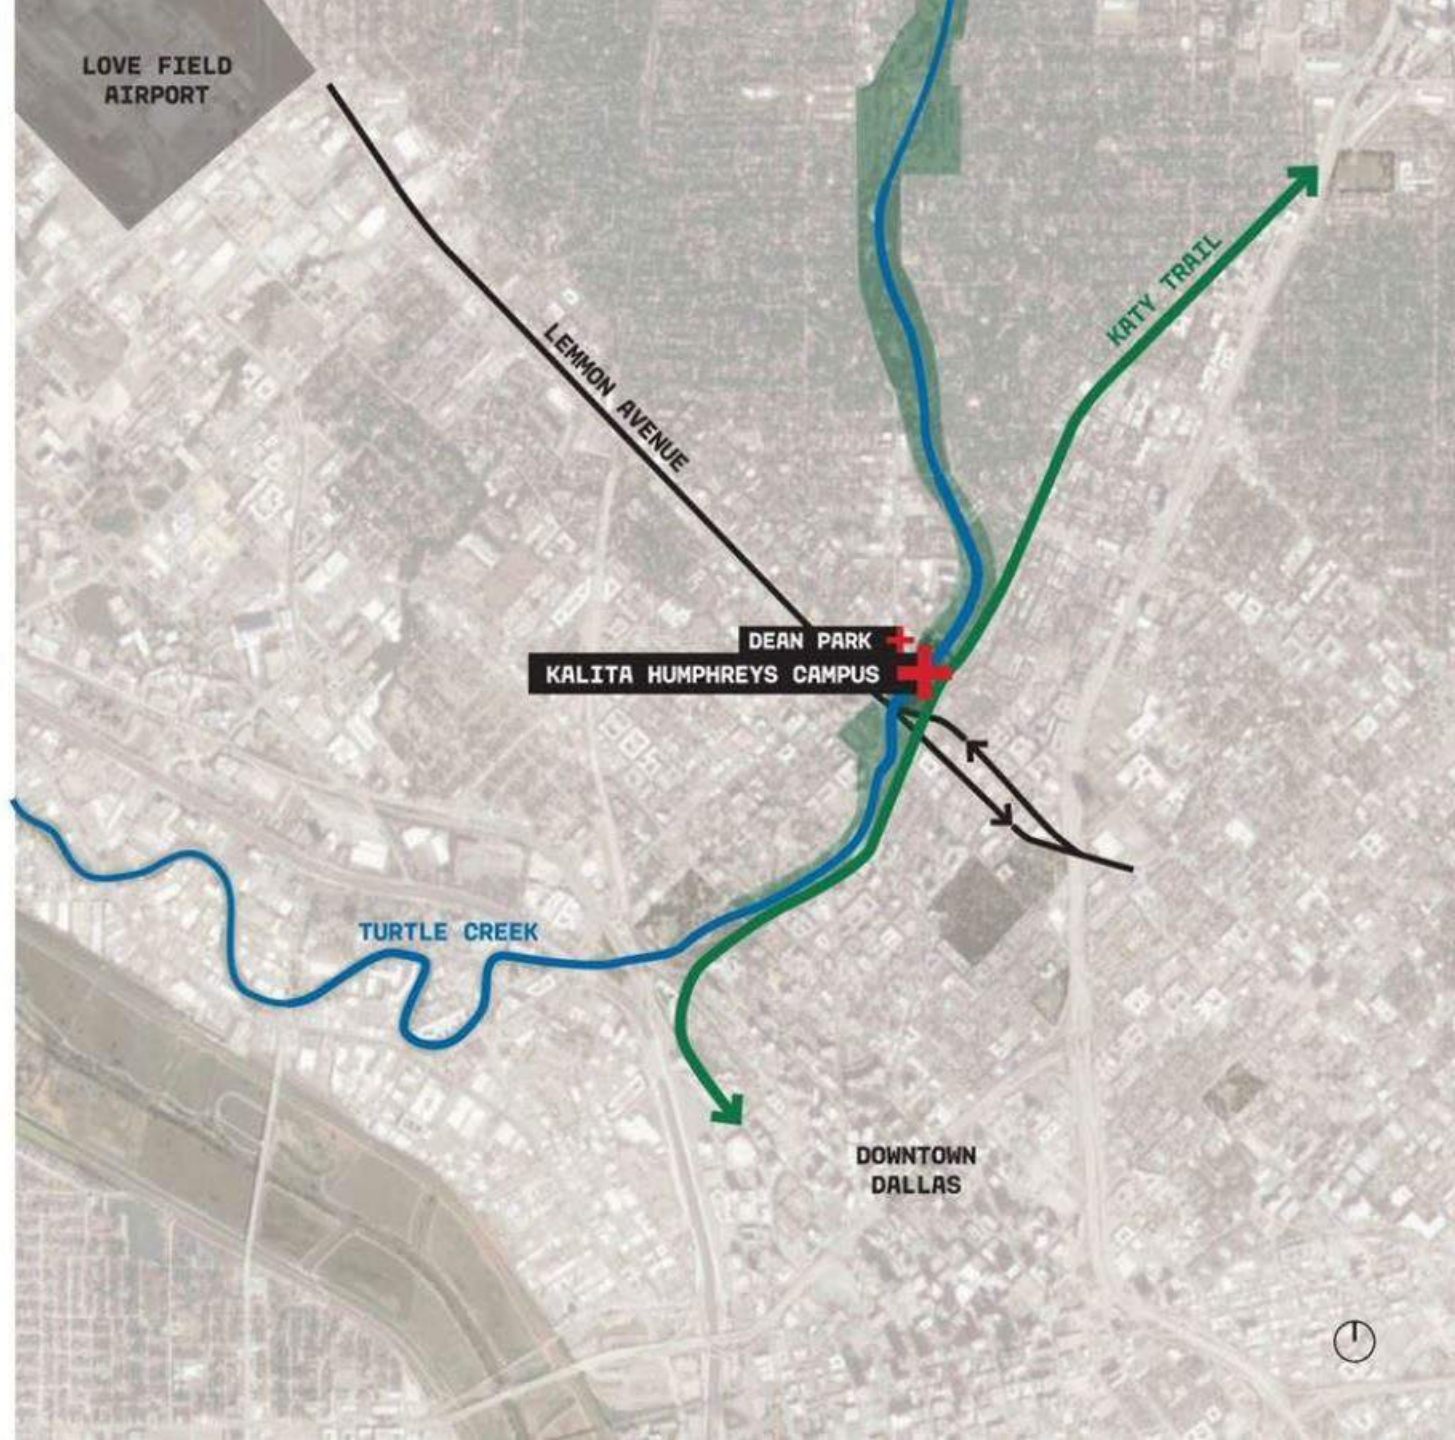 LOVE FIELD
AIRPORT
KATY TRAIL
LEMMON AVENUE
DEAN PARK
KALITA HUMPHREYS CAMPUS
TURTLE CREEK
DOWNTOWN
DALLAS